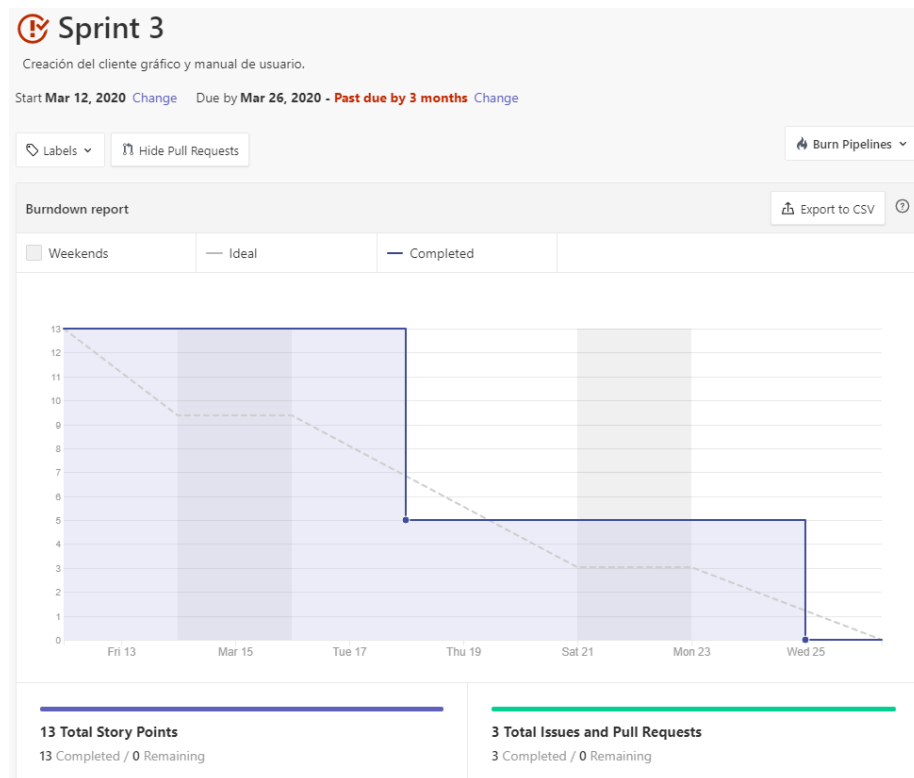 Sprint 3
Creación del cliente gráfico y manual de usuario.
Start Mar 12, 2020 Change Due by Mar 26, 2020 - Past due by 3 months Change
Labels Hide Pull Requests Burn Pipelines
Burndown report Export to CSV
Weekends Ideal Completed
13
12
11
10
9
8
7
6
5
4
3
2
1
0
Fri 13 Mar 15 Tue 17 Thu 19 Sat 21 Mon 23 Wed 25
13 Total Story Points 3 Total Issues and Pull Requests
13 Completed / 0 Remaining 3 Completed / 0 Remaining